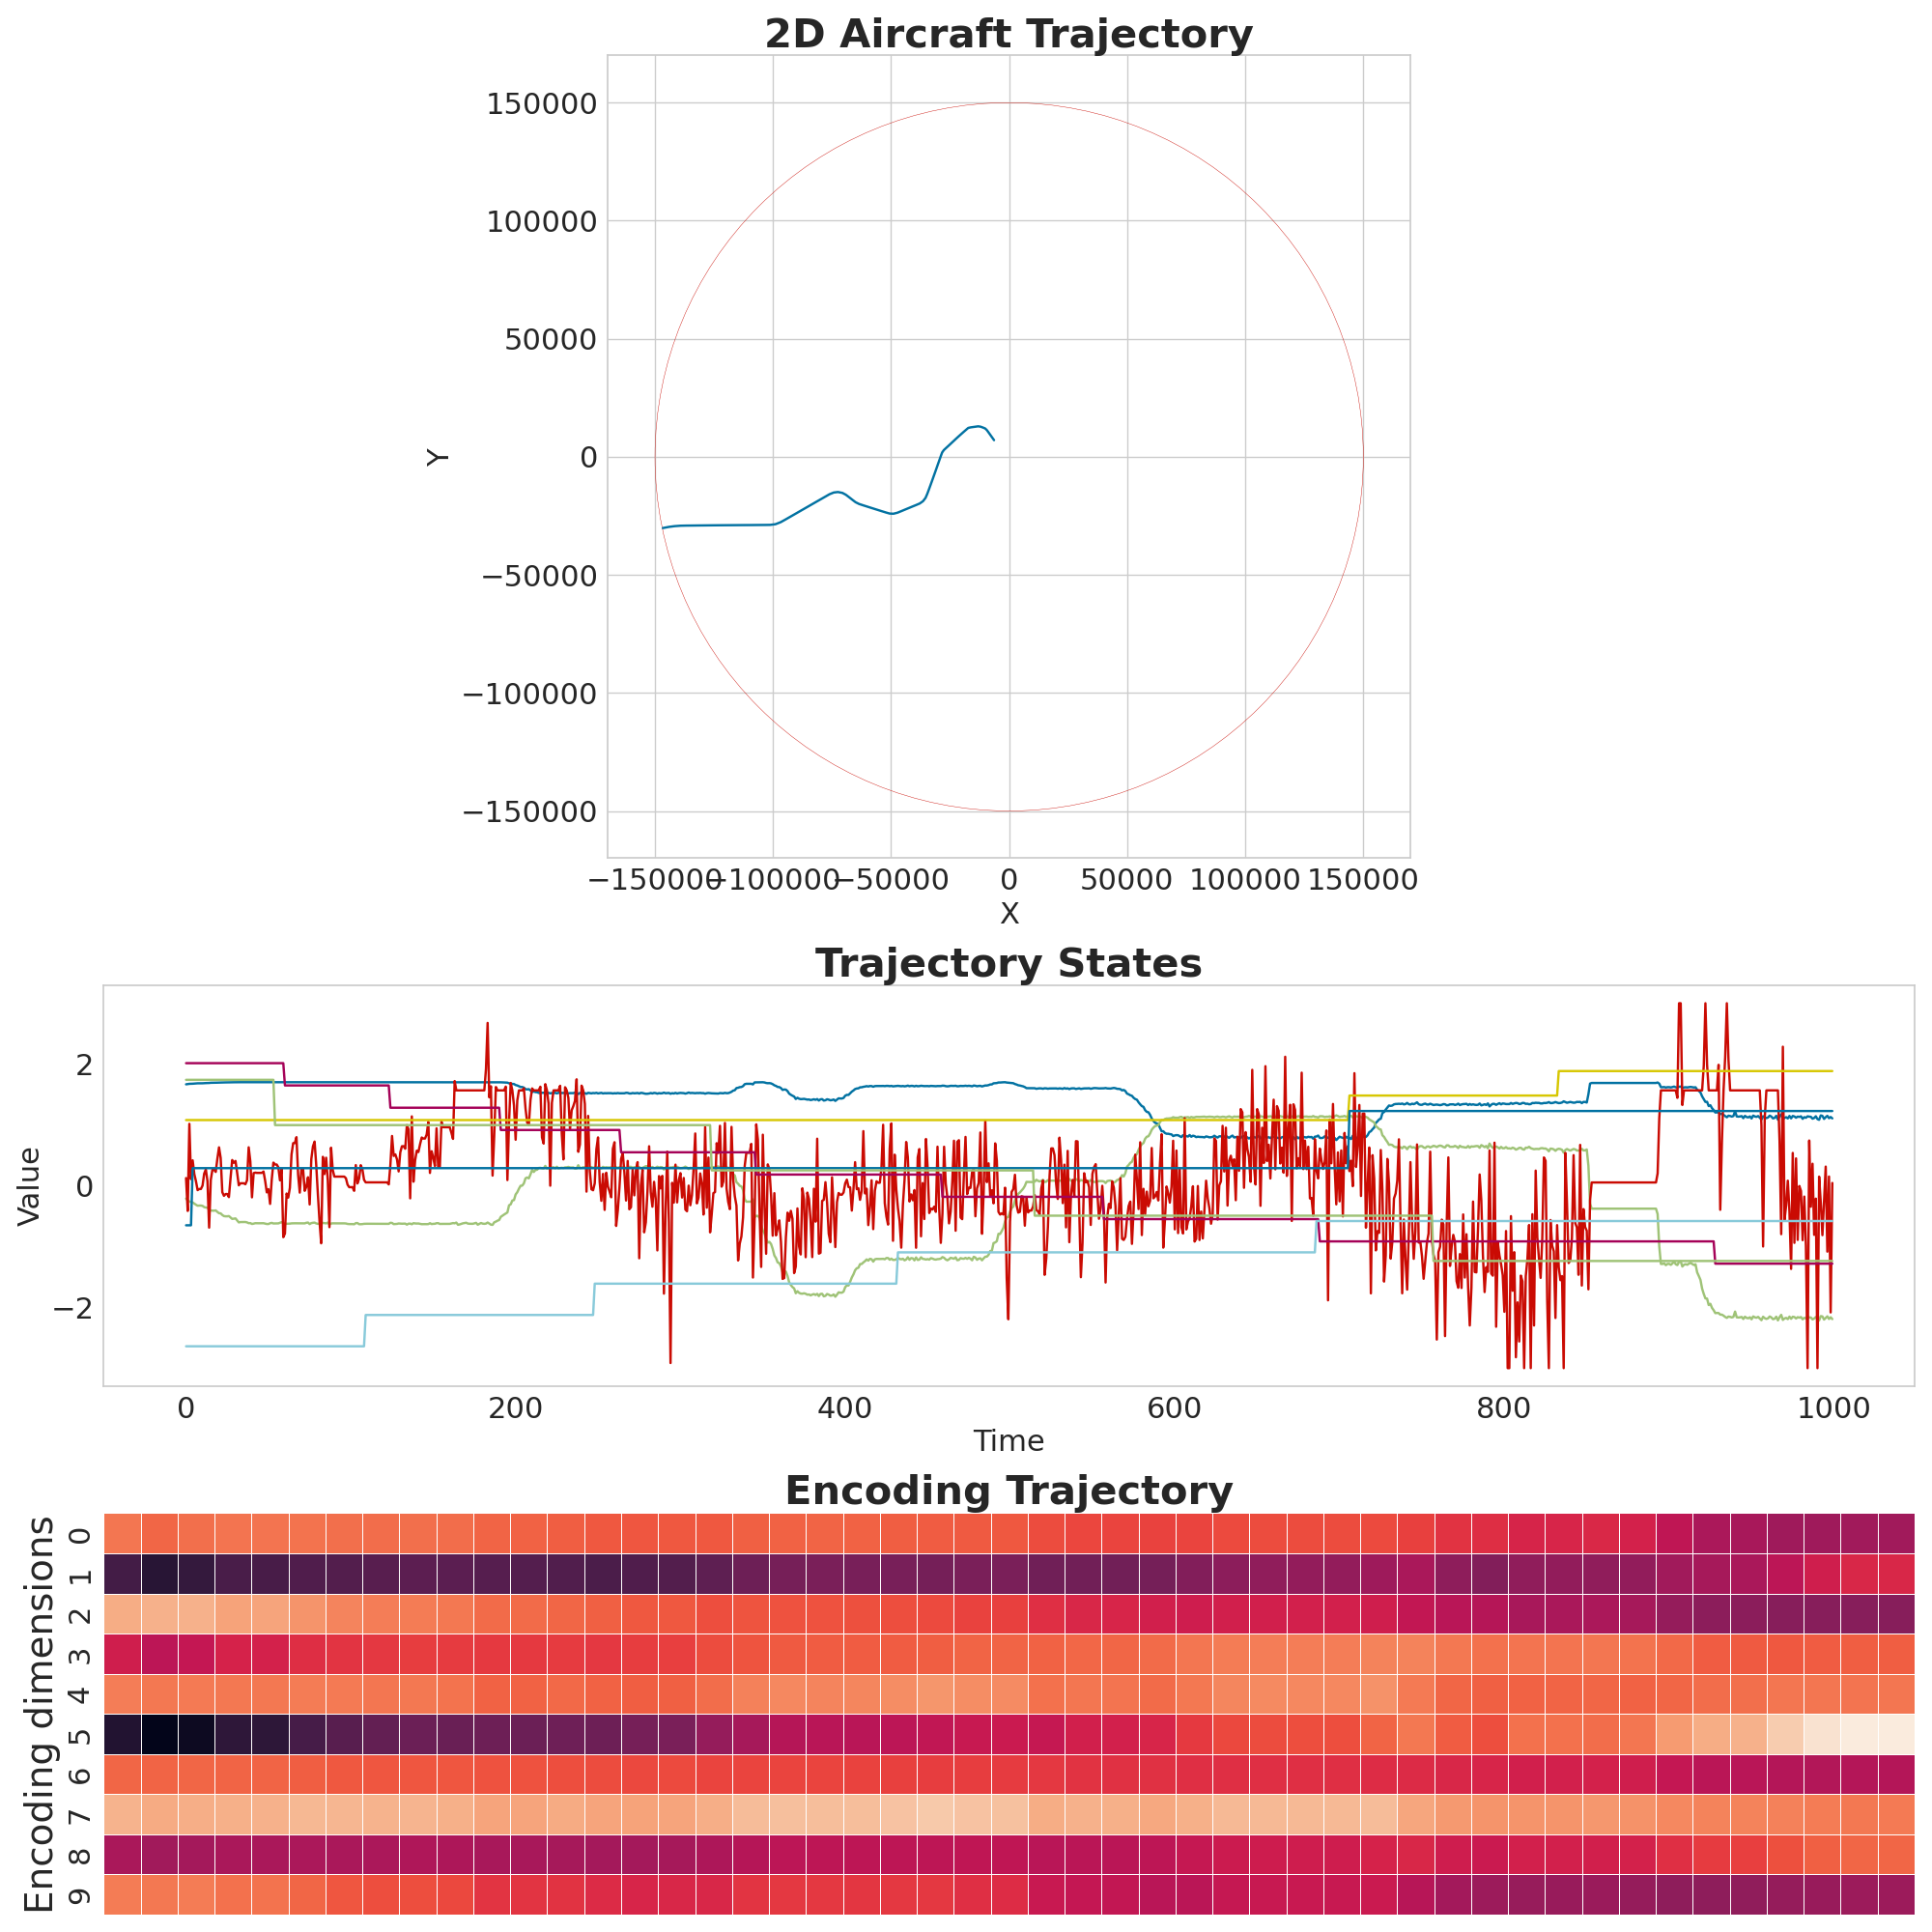 2D Aircraft Trajectory
150000
100000
50000
0
−50000
−100000
−150000
Y
−150000 −100000 −50000 0 50000 100000 150000
X
Trajectory States
2
0
−2
Value
0 200 400 600 800 1000
Time
Encoding Trajectory
Encoding dimensions
0
1
2
3
4
5
6
7
8
9